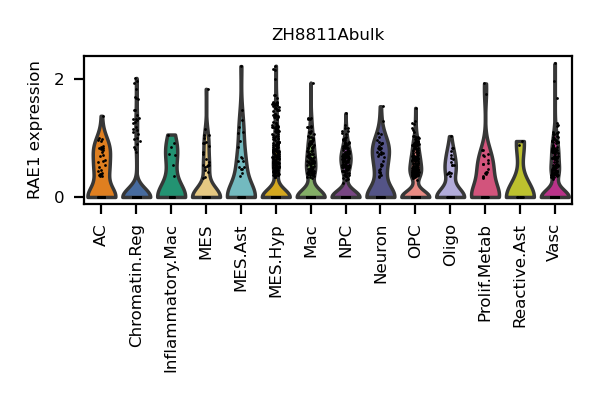 ZH8811Abulk
RAE1 expression
2
0
AC
Chromatin.Reg
Inflammatory.Mac
MES
MES.Ast
MES.Hyp
Mac
NPC
Neuron
OPC
Oligo
Prolif.Metab
Reactive.Ast
Vasc